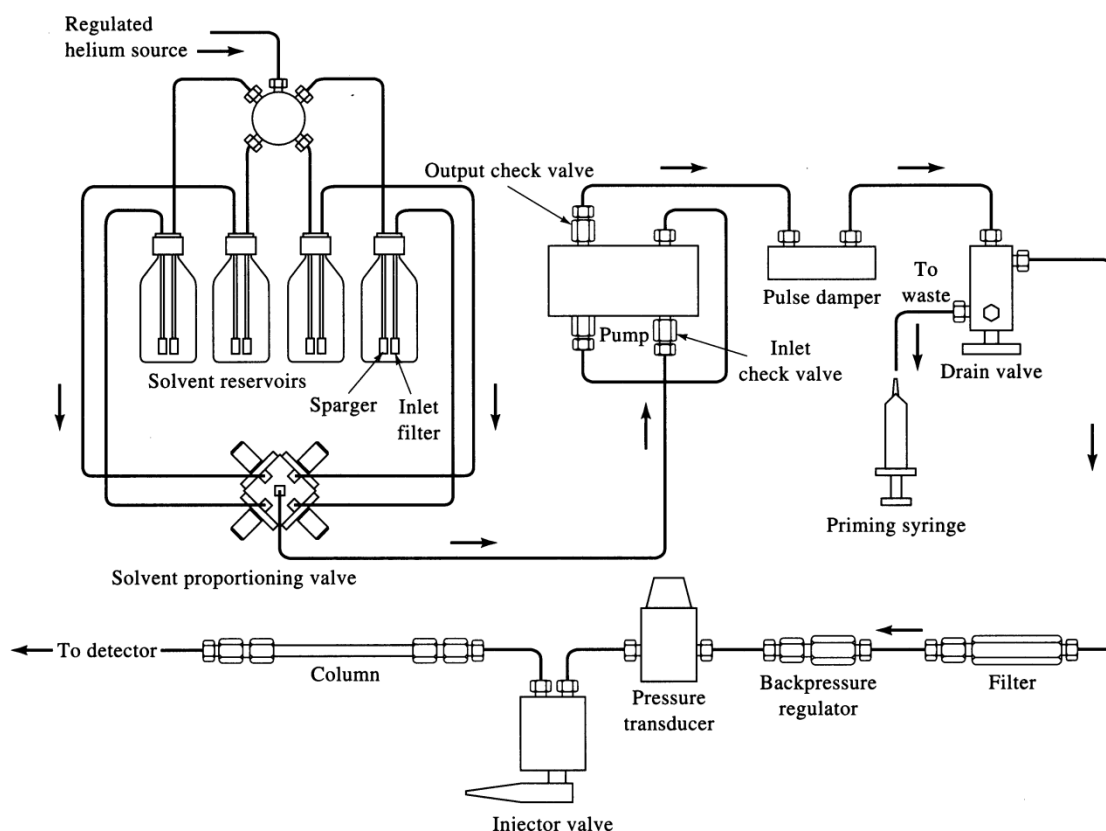 Regulated
helium source
Output check valve
To
waste
Pulse damper
Pump
Inlet
check valve
Drain valve
Solvent reservoirs
Sparger
Inlet
filter
Priming syringe
Solvent proportioning valve
To detector
Column
Pressure
transducer
Backpressure
regulator
Filter
Injector valve